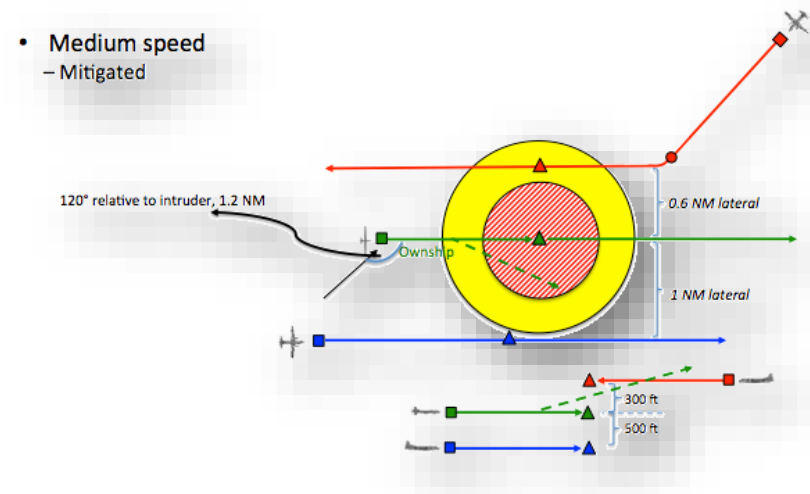 • Medium speed
– Mitigated
120° relative to intruder, 1.2 NM
0.6 NM lateral
Ownship
1 NM lateral
300 ft
500 ft